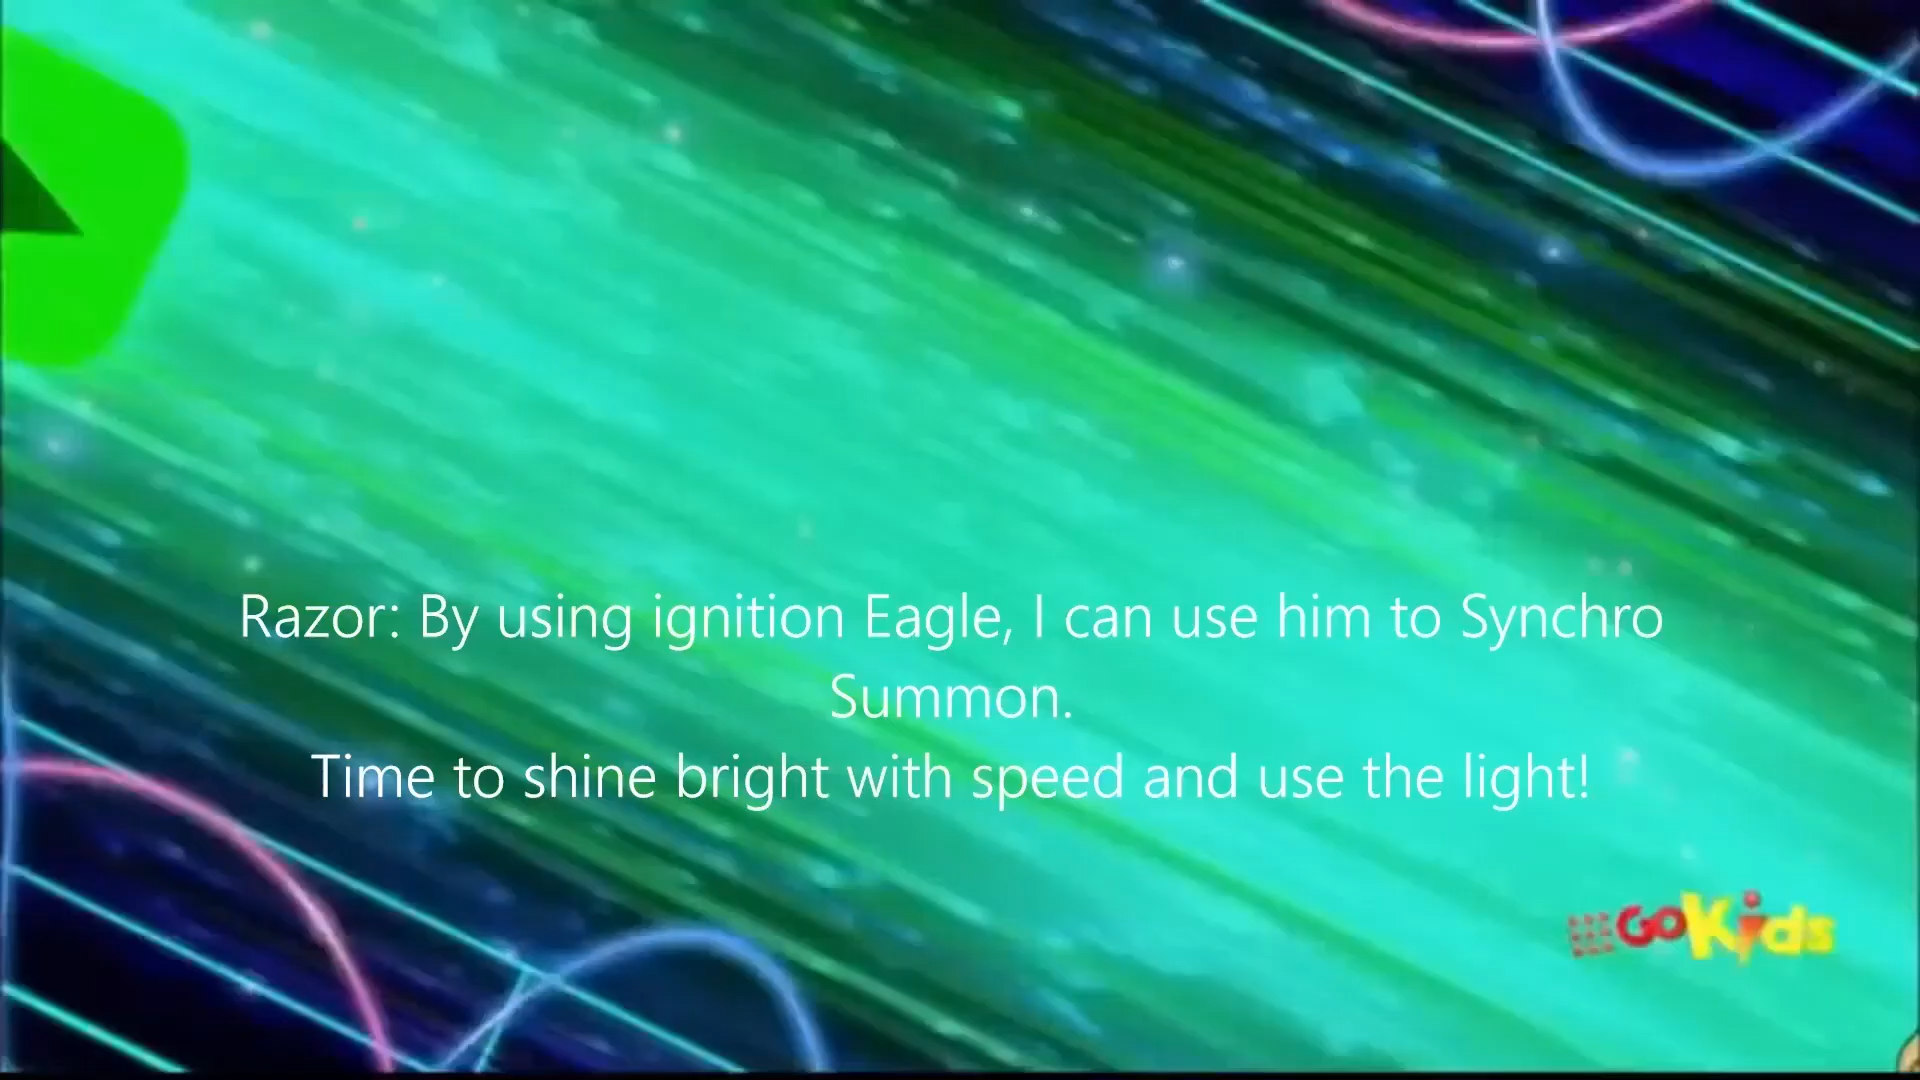 Razor: By using ignition Eagle, I can use him to Synchro
Summon.
Time to shine bright with speed and use the light!
GOKids